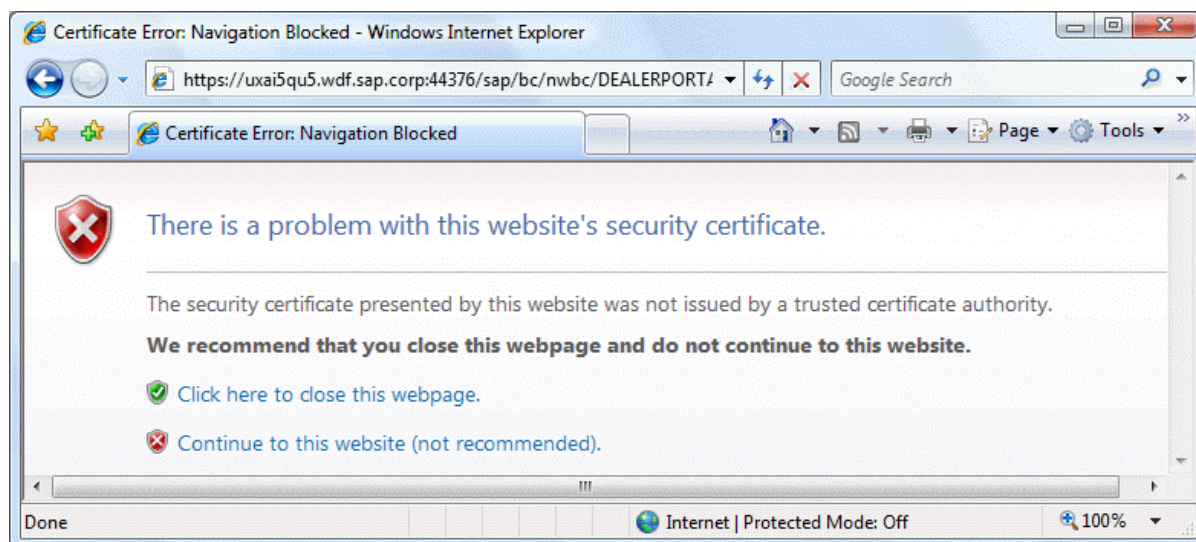 Certificate Error: Navigation Blocked - Windows Internet Explorer
https://uxai5qu5.wdf.sap.corp:44376/sap/bc/nwbc/DEALERPORT
Google Search
Certificate Error: Navigation Blocked
Page
Tools
There is a problem with this website's security certificate.
The security certificate presented by this website was not issued by a trusted certificate authority.
We recommend that you close this webpage and do not continue to this website.
Click here to close this webpage.
Continue to this website (not recommended).
Done
Internet | Protected Mode: Off
100%